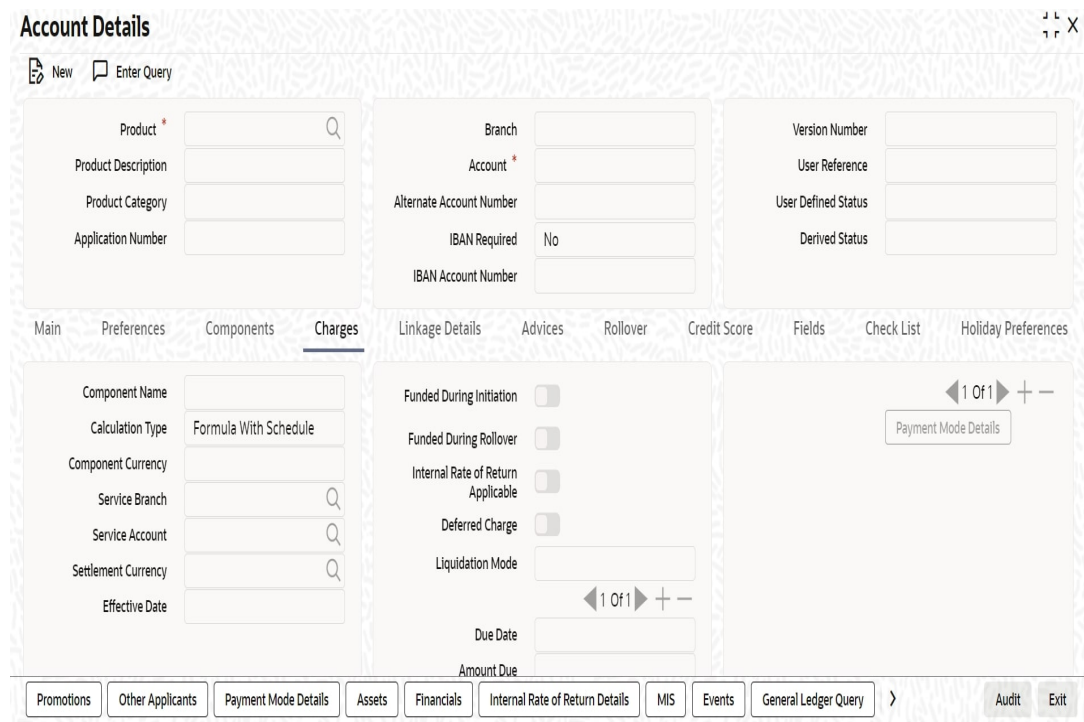 Account Details
New Enter Query
Product *
Product Description
Product Category
Application Number
Branch
Account *
Alternate Account Number
IBAN Required No
IBAN Account Number
Version Number
User Reference
User Defined Status
Derived Status
Main Preferences Components Charges Linkage Details Advices Rollover Credit Score Fields Check List Holiday Preferences
Component Name
Calculation Type Formula With Schedule
Component Currency
Service Branch
Service Account
Settlement Currency
Effective Date
Funded During Initiation
Funded During Rollover
Internal Rate of Return
Applicable
Deferred Charge
Liquidation Mode
1 Of 1
Due Date
Amount Due
1 Of 1
Payment Mode Details
Promotions Other Applicants Payment Mode Details Assets Financials Internal Rate of Return Details MIS Events General Ledger Query Audit Exit